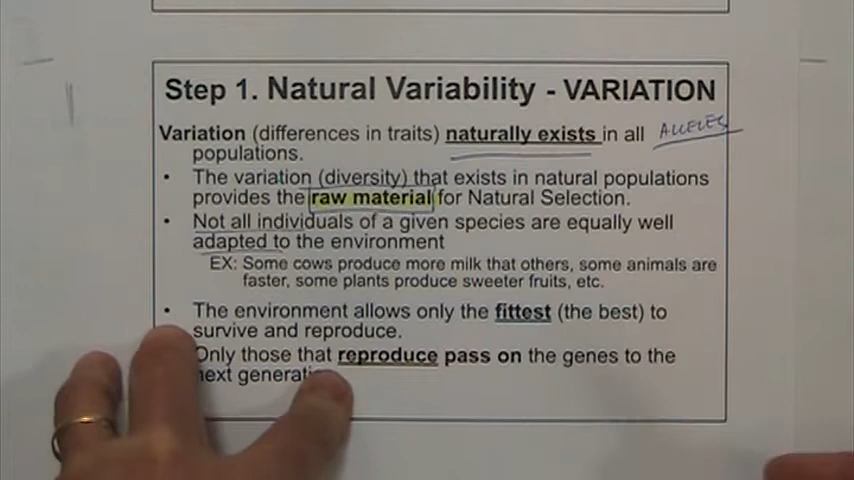 Step 1. Natural Variability - VARIATION
Variation (differences in traits) naturally exists in all ALLELES
populations.
• The variation (diversity) that exists in natural populations
provides the raw material for Natural Selection.
• Not all individuals of a given species are equally well
adapted to the environment
EX: Some cows produce more milk that others, some animals are
faster, some plants produce sweeter fruits, etc.
• The environment allows only the fittest (the best) to
survive and reproduce.
Only those that reproduce pass on the genes to the
next